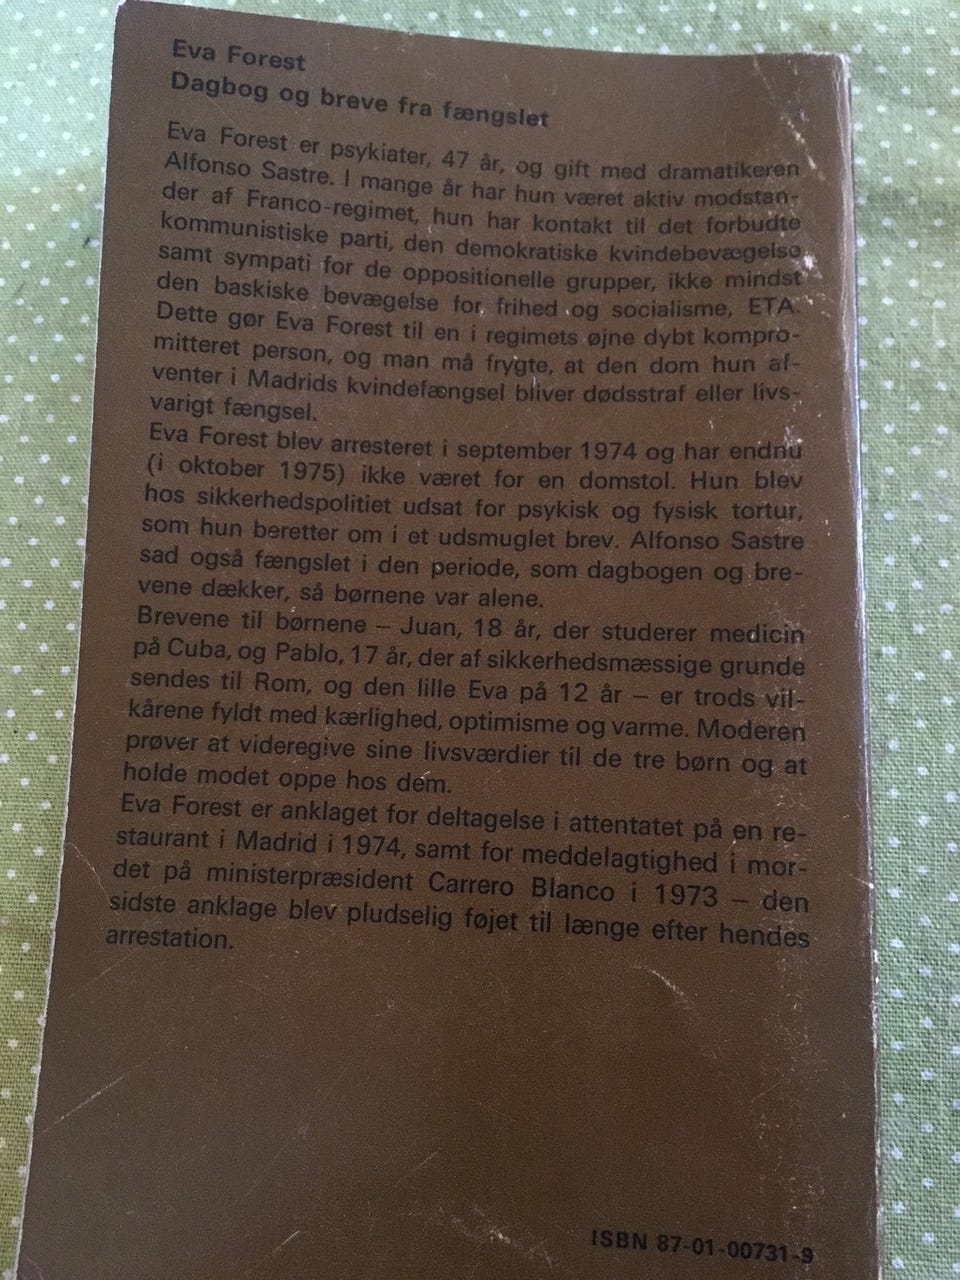 Eva Forest
Dagbog og breve fra fængslet
Eva Forest er psykiater, 47 år, og gift med dramatikeren
Alfonso Sastre. I mange år har hun været aktiv modstan-
der af Franco-regimet, hun har kontakt til det forbudte
kommunistiske parti, den demokratiske kvindebevægelse
samt sympati for de oppositionelle grupper, ikke mindst
den baskiske bevægelse for frihed og socialisme, ETA.
Dette gør Eva Forest til en i regimets øjne dybt kompro-
mitteret person, og man må frygte, at den dom hun af-
venter i Madrids kvindefængsel bliver dødsstraf eller livs-
varigt fængsel.
Eva Forest blev arresteret i september 1974 og har endnu
(i oktober 1975) ikke været for en domstol. Hun blev
hos sikkerhedspolitiet udsat for psykisk og fysisk tortur,
som hun beretter om i et udsmuglet brev. Alfonso Sastre
sad også fængslet i den periode, som dagbogen og bre-
vene dækker, så børnene var alene.
Brevene til børnene – Juan, 18 år, der studerer medicin
på Cuba, og Pablo, 17 år, der af sikkerhedsmæssige grunde
sendes til Rom, og den lille Eva på 12 år – er trods vil-
kårene fyldt med kærlighed, optimisme og varme. Moderen
prøver at videregive sine livsværdier til de tre børn og at
holde modet oppe hos dem.
Eva Forest er anklaget for deltagelse i attentatet på en re-
staurant i Madrid i 1974, samt for meddelagtighed i mor-
det på ministerpræsident Carrero Blanco i 1973 – den
sidste anklage blev pludselig føjet til længe efter hendes
arrestation.
ISBN 87-01-00731-9